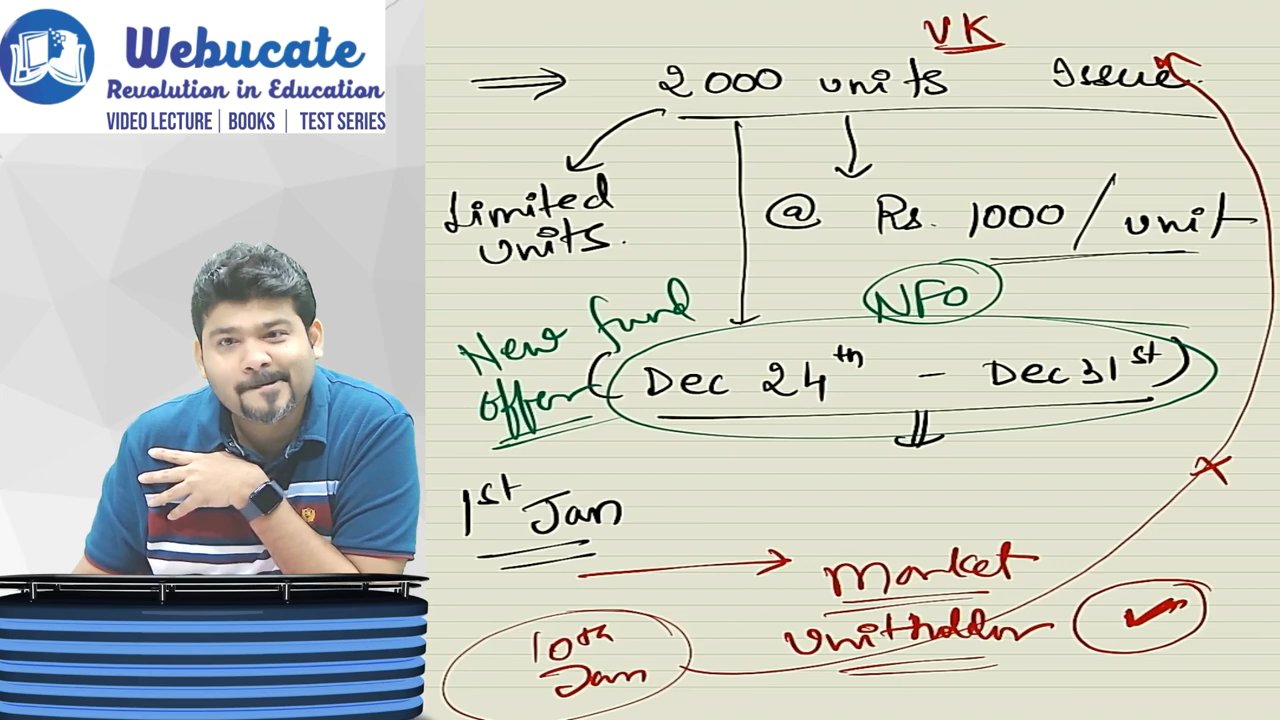 Webucate
Revolution in Education
VIDEO LECTURE | BOOKS | TEST SERIES
VK
⇒ 2000 units Issue.
Limited
units.
@ Rs. 1000 / unit
NFO
New fund
offer
(Dec 24th - Dec 31st)
1st Jan
→ Market
unitholder
10th
Jan